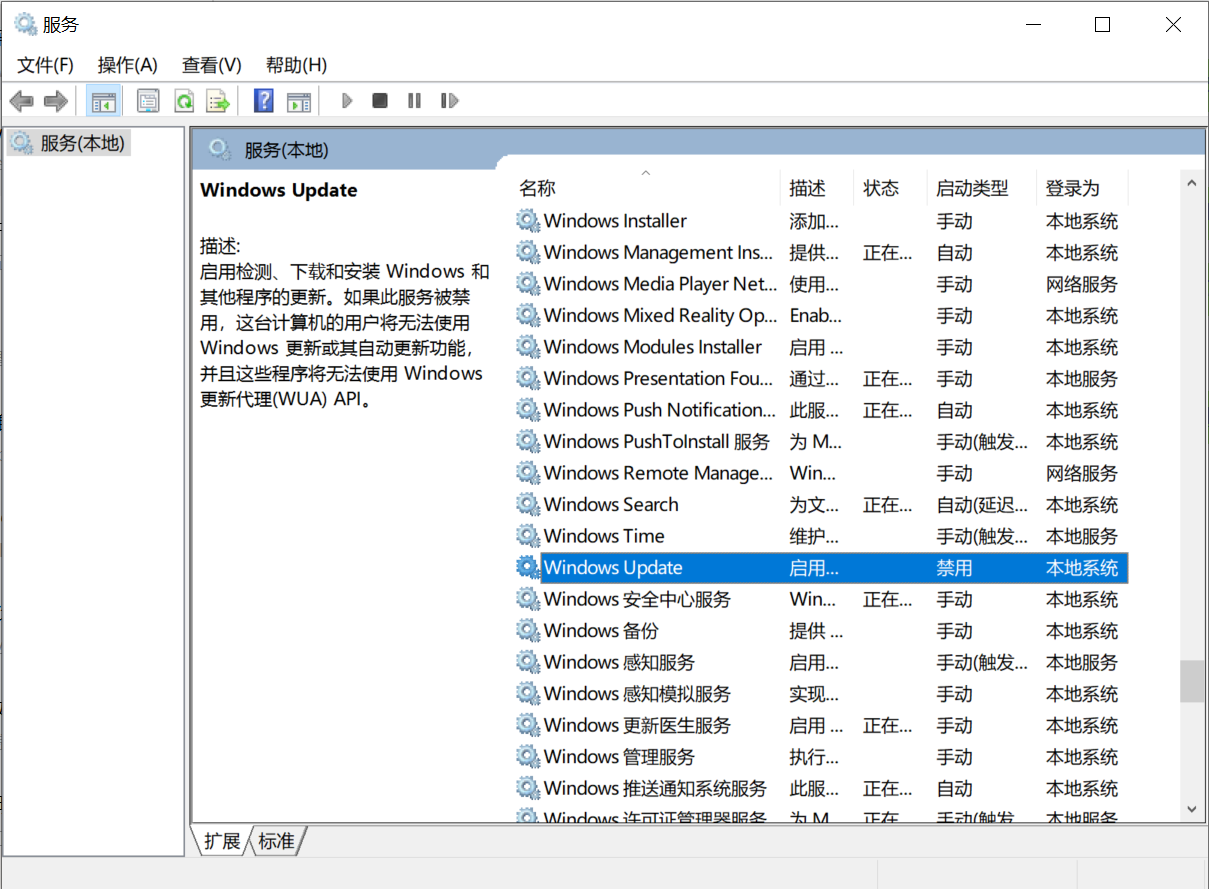 服务
文件(F) 操作(A) 查看(V) 帮助(H)
服务(本地)
服务(本地)
Windows Update
描述:
启用检测、下载和安装 Windows 和
其他程序的更新。如果此服务被禁
用，这台计算机的用户将无法使用
Windows 更新或其自动更新功能，
并且这些程序将无法使用 Windows
更新代理(WUA) API。
名称 描述 状态 启动类型 登录为
Windows Installer 添加... 手动 本地系统
Windows Management Ins... 提供... 正在... 自动 本地系统
Windows Media Player Net... 使用... 手动 网络服务
Windows Mixed Reality Op... Enab... 手动 本地系统
Windows Modules Installer 启用 ... 手动 本地系统
Windows Presentation Fou... 通过... 正在... 手动 本地服务
Windows Push Notification... 此服... 正在... 自动 本地系统
Windows PushToInstall 服务 为 M... 手动(触发... 本地系统
Windows Remote Manage... Win... 手动 网络服务
Windows Search 为文... 正在... 自动(延迟... 本地系统
Windows Time 维护... 手动(触发... 本地服务
Windows Update 启用... 禁用 本地系统
Windows 安全中心服务 Win... 正在... 手动 本地系统
Windows 备份 提供 ... 手动 本地系统
Windows 感知服务 启用... 手动(触发... 本地服务
Windows 感知模拟服务 实现... 手动 本地系统
Windows 更新医生服务 启用 ... 正在... 手动 本地系统
Windows 管理服务 执行... 手动 本地系统
Windows 推送通知系统服务 此服... 正在... 自动 本地系统
Windows 许可证管理器服务 为 M... 正在... 手动(触发... 本地服务
扩展 标准